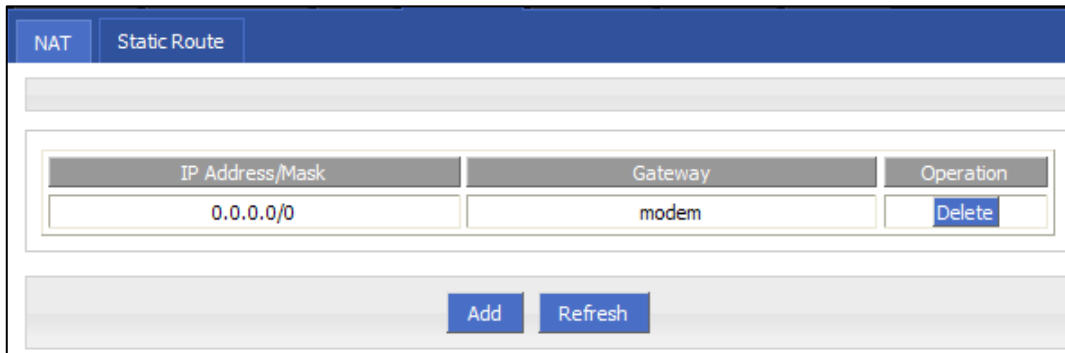 NAT Static Route
IP Address/Mask Gateway Operation
0.0.0.0/0 modem Delete
Add Refresh